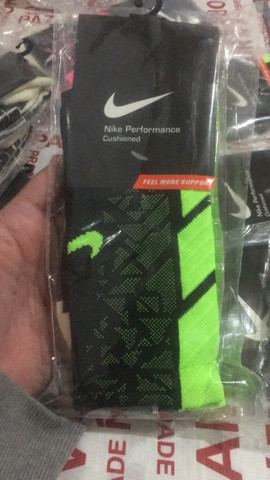 Nike Performance
Cushioned
FEEL MORE SUPPORT